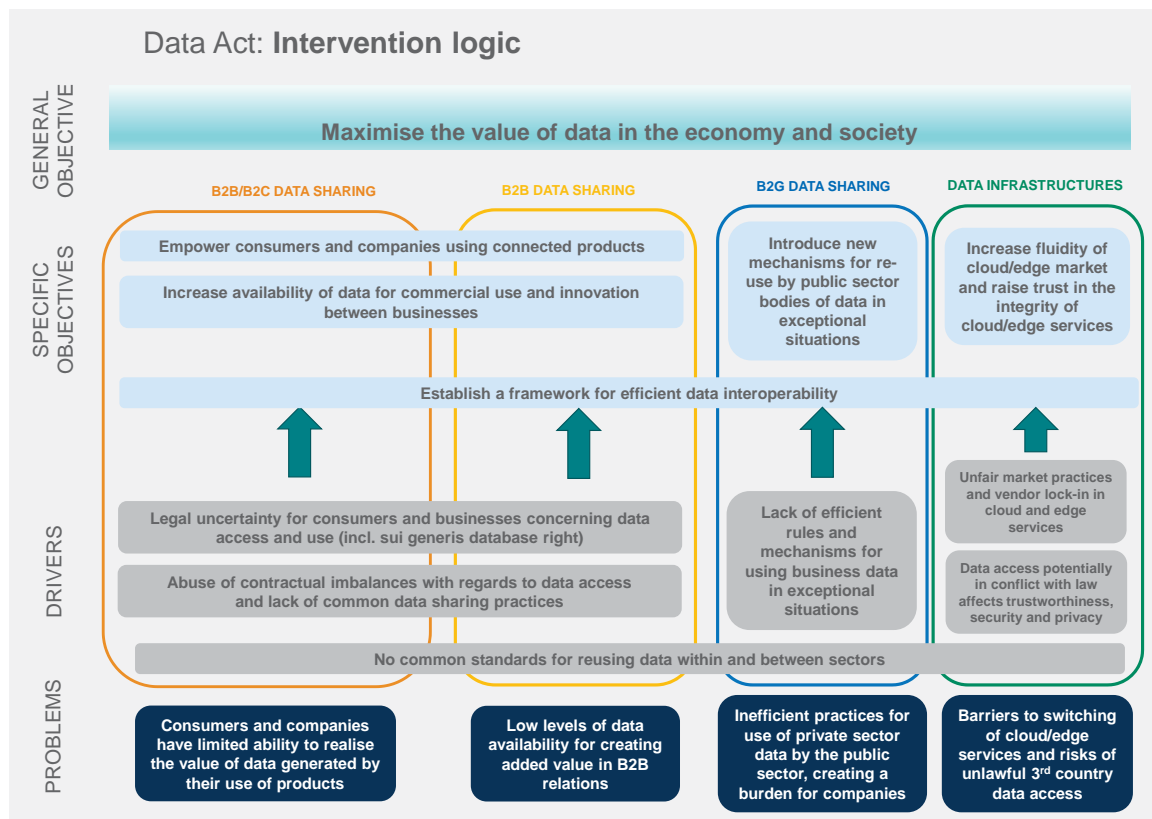 Data Act: Intervention logic
GENERAL
OBJECTIVE
Maximise the value of data in the economy and society
B2B/B2C DATA SHARING
B2B DATA SHARING
B2G DATA SHARING
DATA INFRASTRUCTURES
SPECIFIC
OBJECTIVES
Empower consumers and companies using connected products
Increase availability of data for commercial use and innovation
between businesses
Introduce new
mechanisms for re-
use by public sector
bodies of data in
exceptional
situations
Increase fluidity of
cloud/edge market
and raise trust in the
integrity of
cloud/edge services
Establish a framework for efficient data interoperability
DRIVERS
Legal uncertainty for consumers and businesses concerning data
access and use (incl. sui generis database right)
Abuse of contractual imbalances with regards to data access
and lack of common data sharing practices
Lack of efficient
rules and
mechanisms for
using business data
in exceptional
situations
Unfair market practices
and vendor lock-in in
cloud and edge
services
Data access potentially
in conflict with law
affects trustworthiness,
security and privacy
No common standards for reusing data within and between sectors
PROBLEMS
Consumers and companies
have limited ability to realise
the value of data generated by
their use of products
Low levels of data
availability for creating
added value in B2B
relations
Inefficient practices for
use of private sector
data by the public
sector, creating a
burden for companies
Barriers to switching
of cloud/edge
services and risks of
unlawful 3rd country
data access